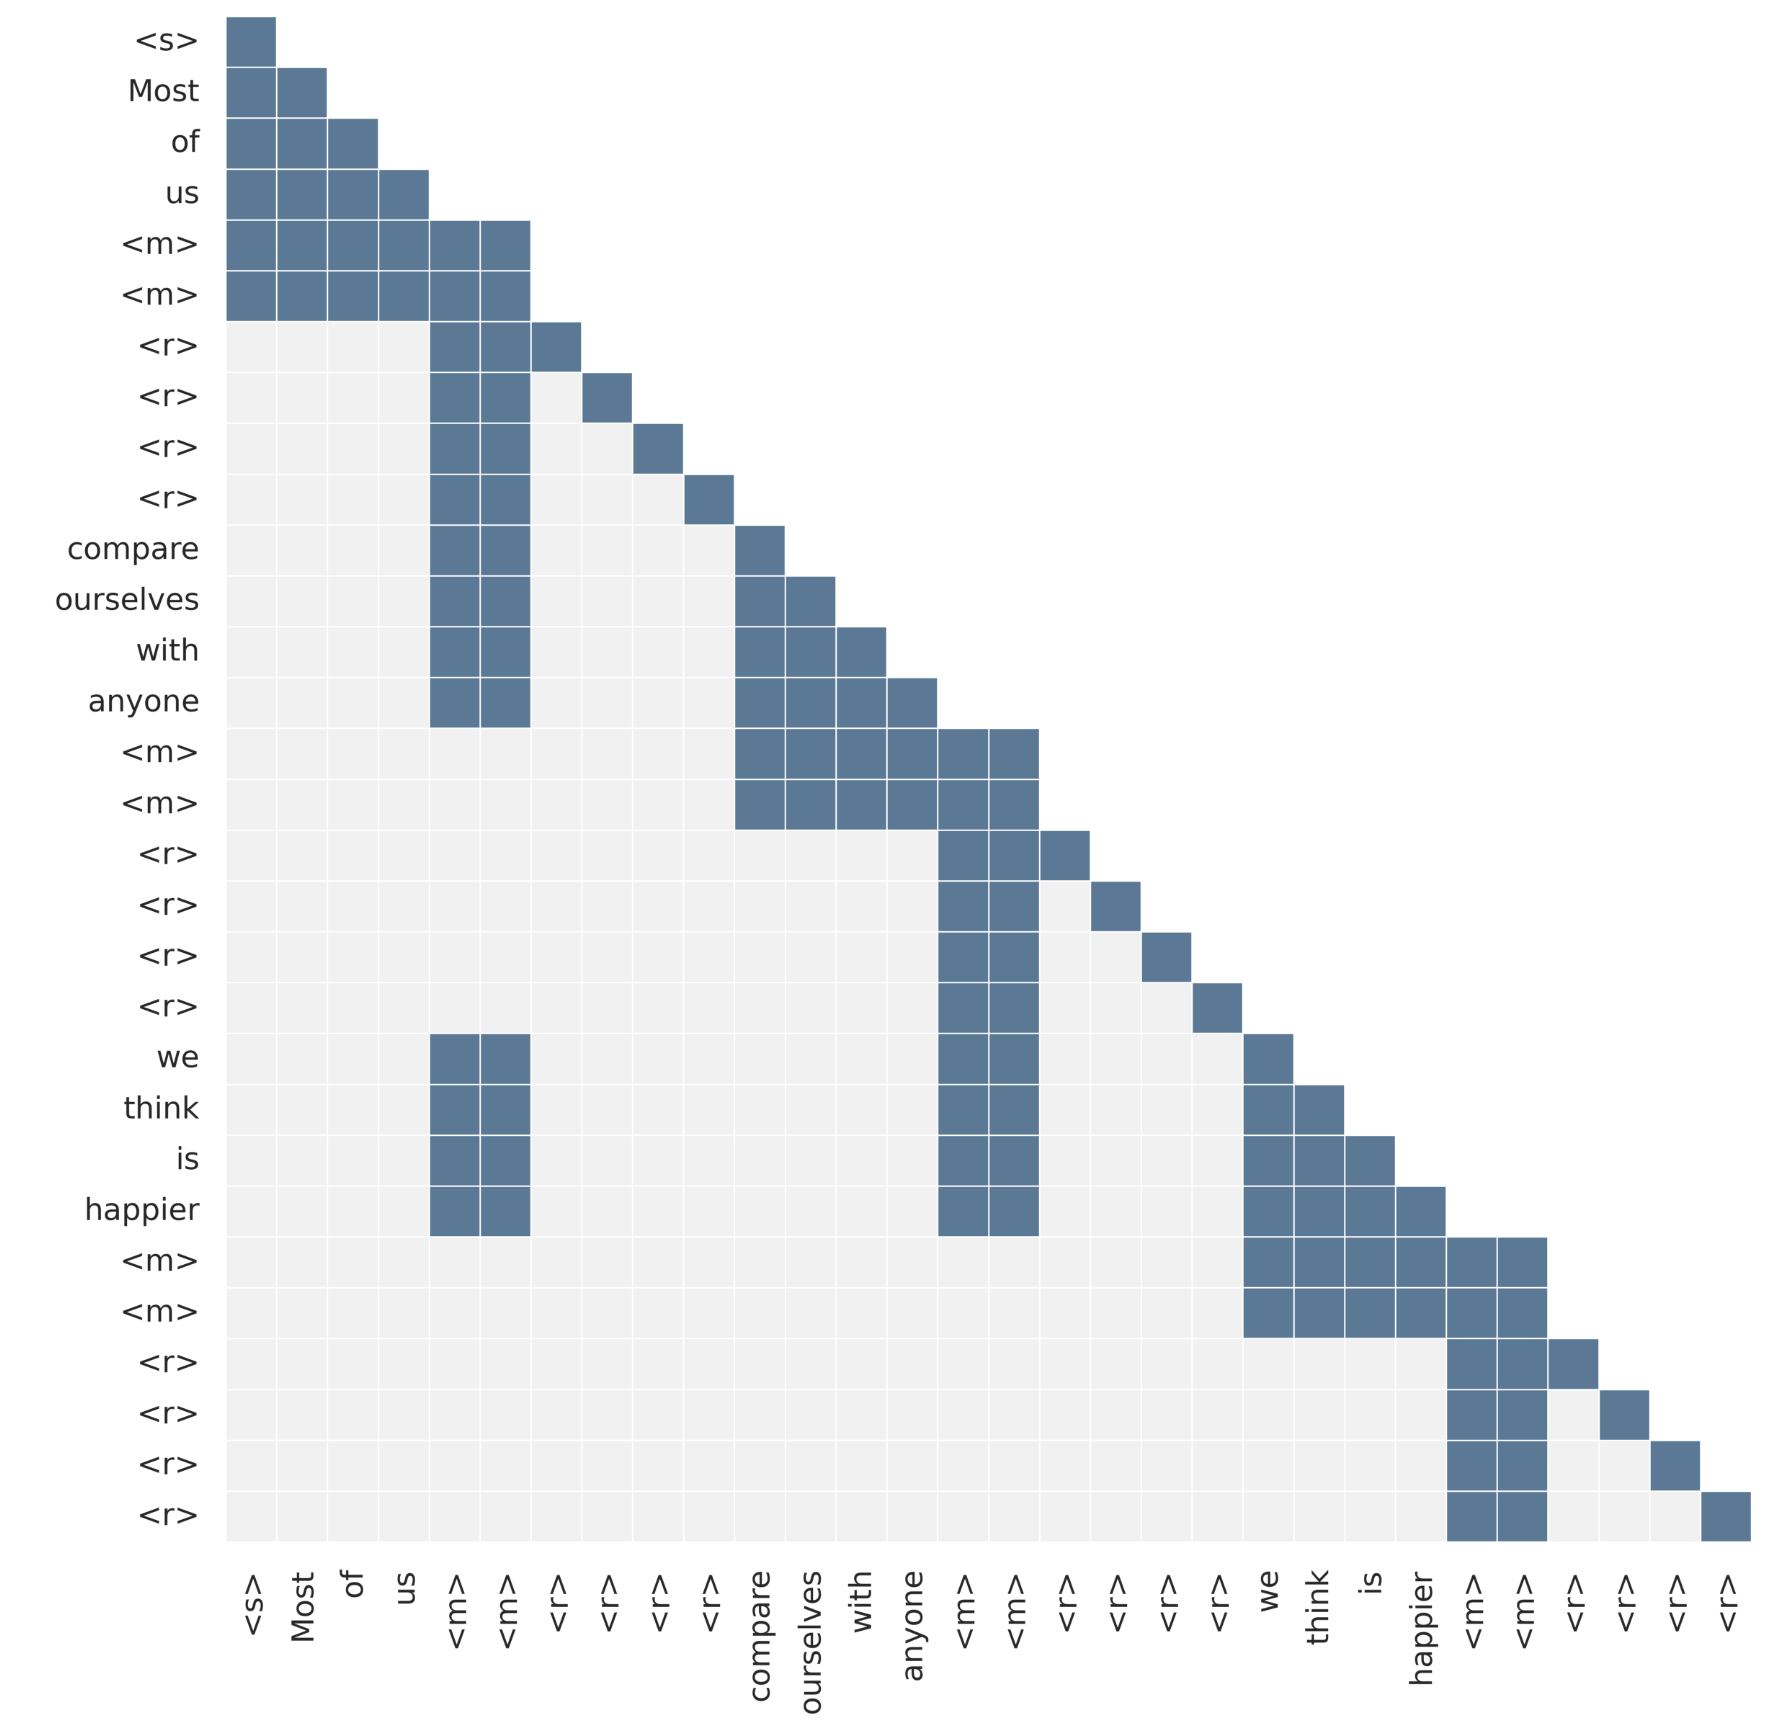 <s>
Most
of
us
<m>
<m>
<r>
<r>
<r>
<r>
compare
ourselves
with
anyone
<m>
<m>
<r>
<r>
<r>
<r>
we
think
is
happier
<m>
<m>
<r>
<r>
<r>
<r>
<s>
Most
of
us
<m>
<m>
<r>
<r>
<r>
<r>
compare
ourselves
with
anyone
<m>
<m>
<r>
<r>
<r>
<r>
we
think
is
happier
<m>
<m>
<r>
<r>
<r>
<r>